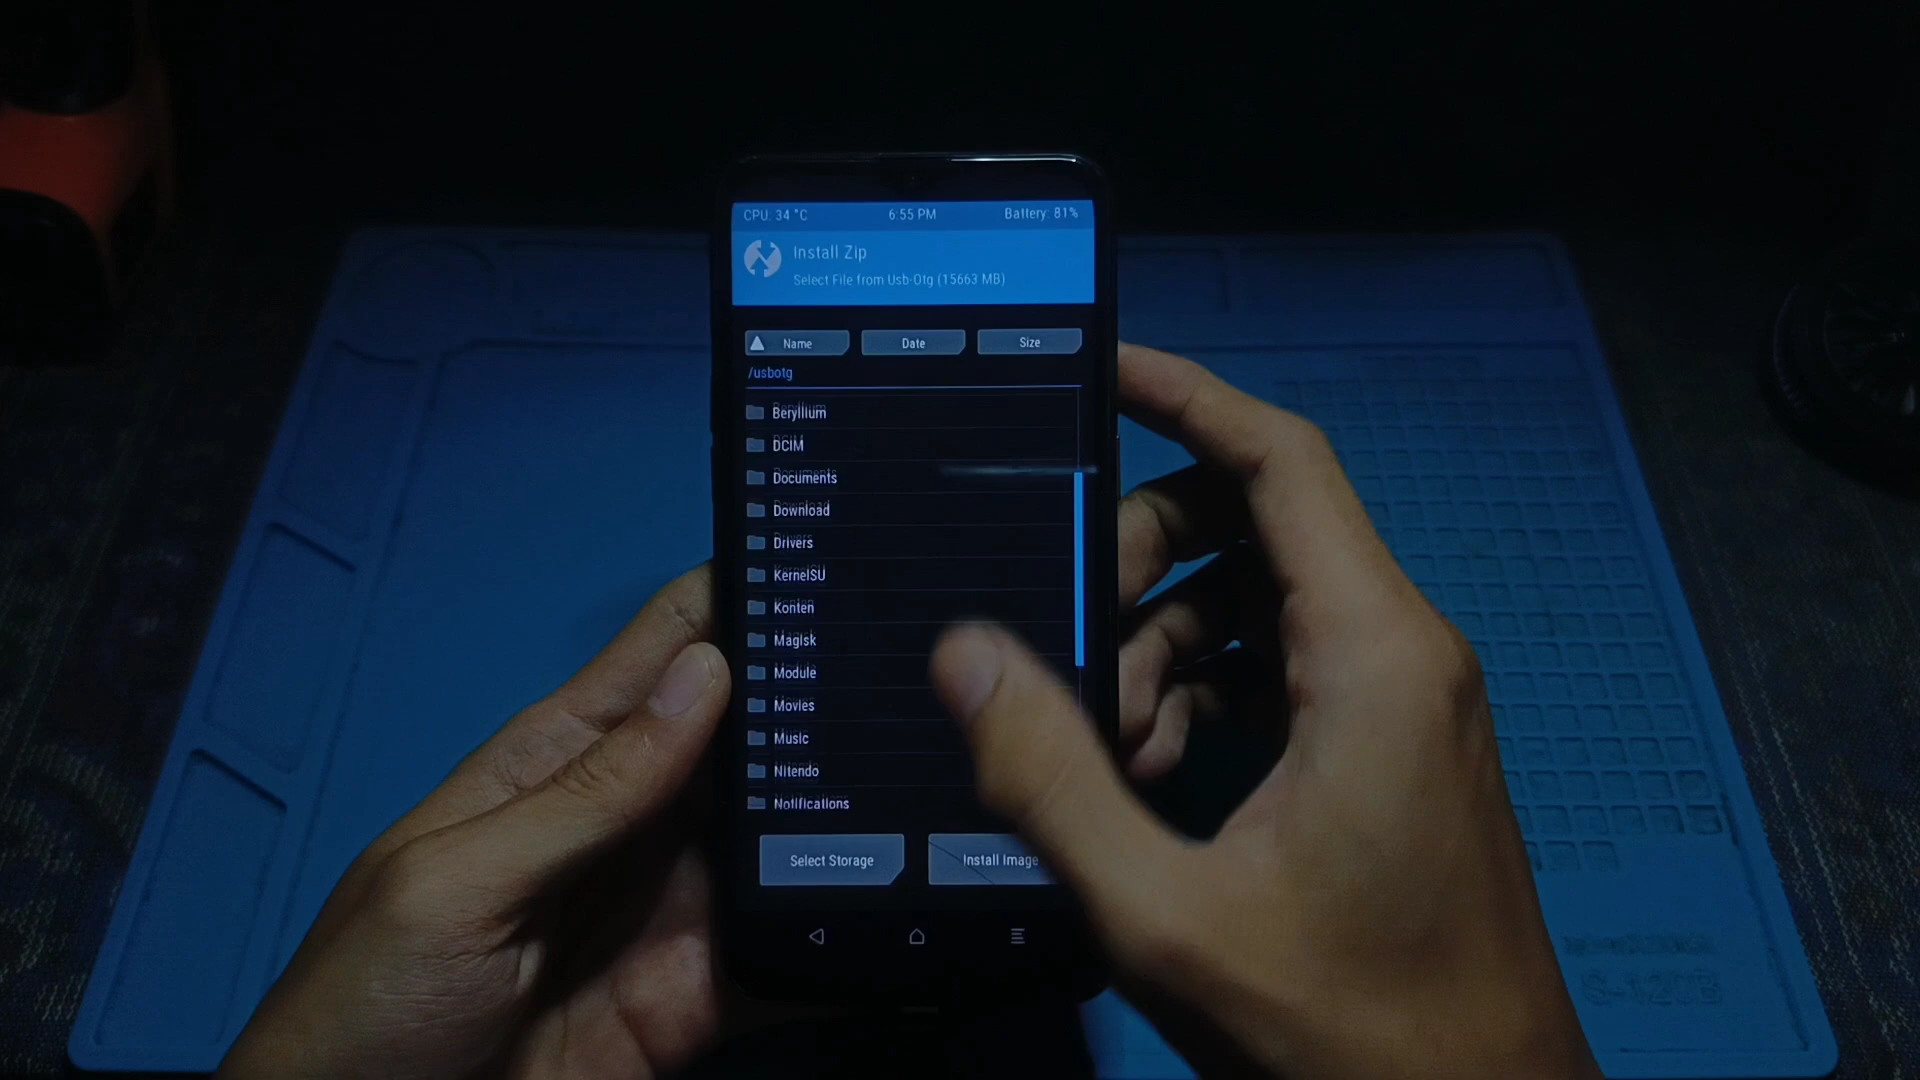 CPU: 34 °C 6:55 PM Battery: 81%
Install Zip
Select File from Usb-Otg (15663 MB)
Name Date Size
/usbotg
Beryllium
DCIM
Documents
Download
Drivers
KernelSU
Konten
Magisk
Module
Movies
Music
Nitendo
Notifications
Select Storage Install Image
S-120B